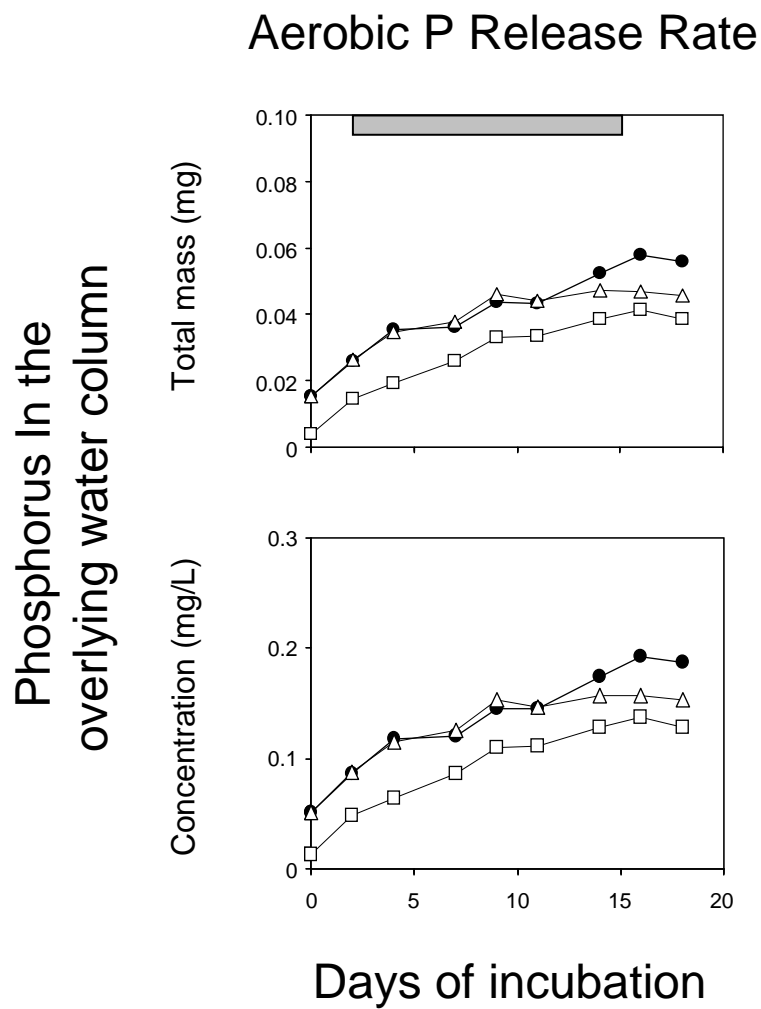 Aerobic P Release Rate
Phosphorus In the
overlying water column
Total mass (mg)
0.10
0.08
0.06
0.04
0.02
0
Concentration (mg/L)
0.3
0.2
0.1
0
0 5 10 15 20
Days of incubation